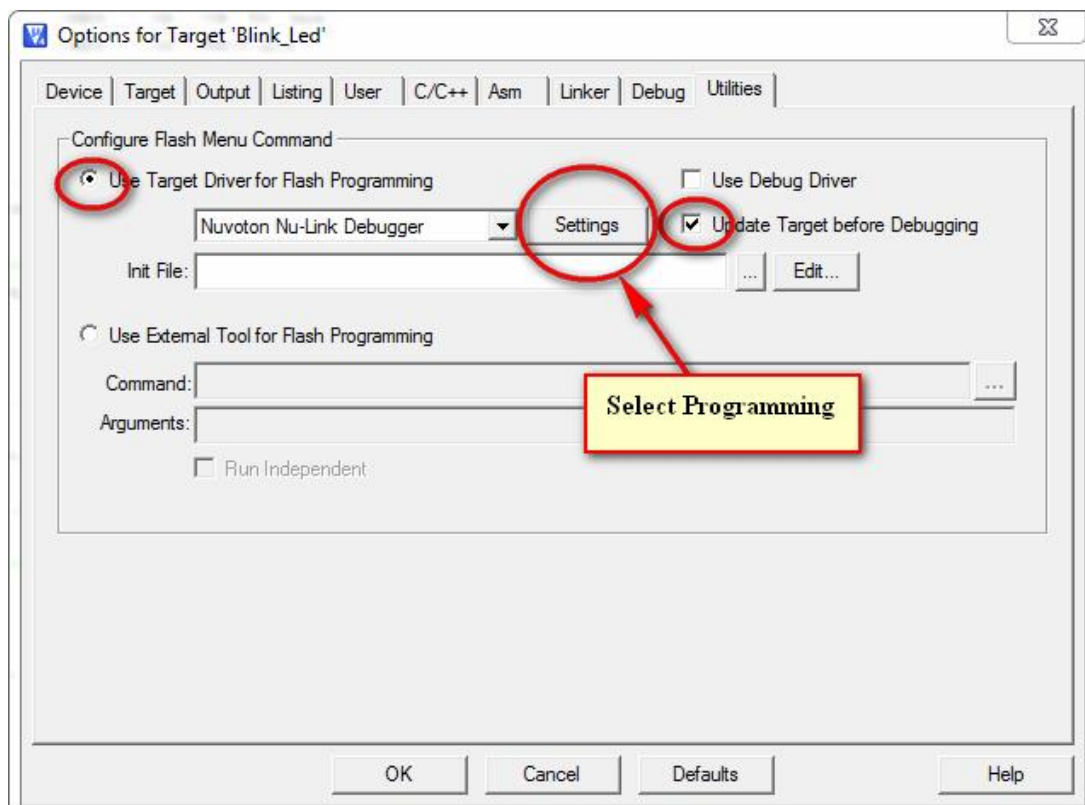 Options for Target 'Blink_Led'
Device Target Output Listing User C/C++ Asm Linker Debug Utilities
Configure Flash Menu Command
Use Target Driver for Flash Programming
Use Debug Driver
Nuvoton Nu-Link Debugger
Settings
Update Target before Debugging
Init File:
...
Edit...
Use External Tool for Flash Programming
Command:
...
Select Programming
Arguments:
Run Independent
OK Cancel Defaults Help